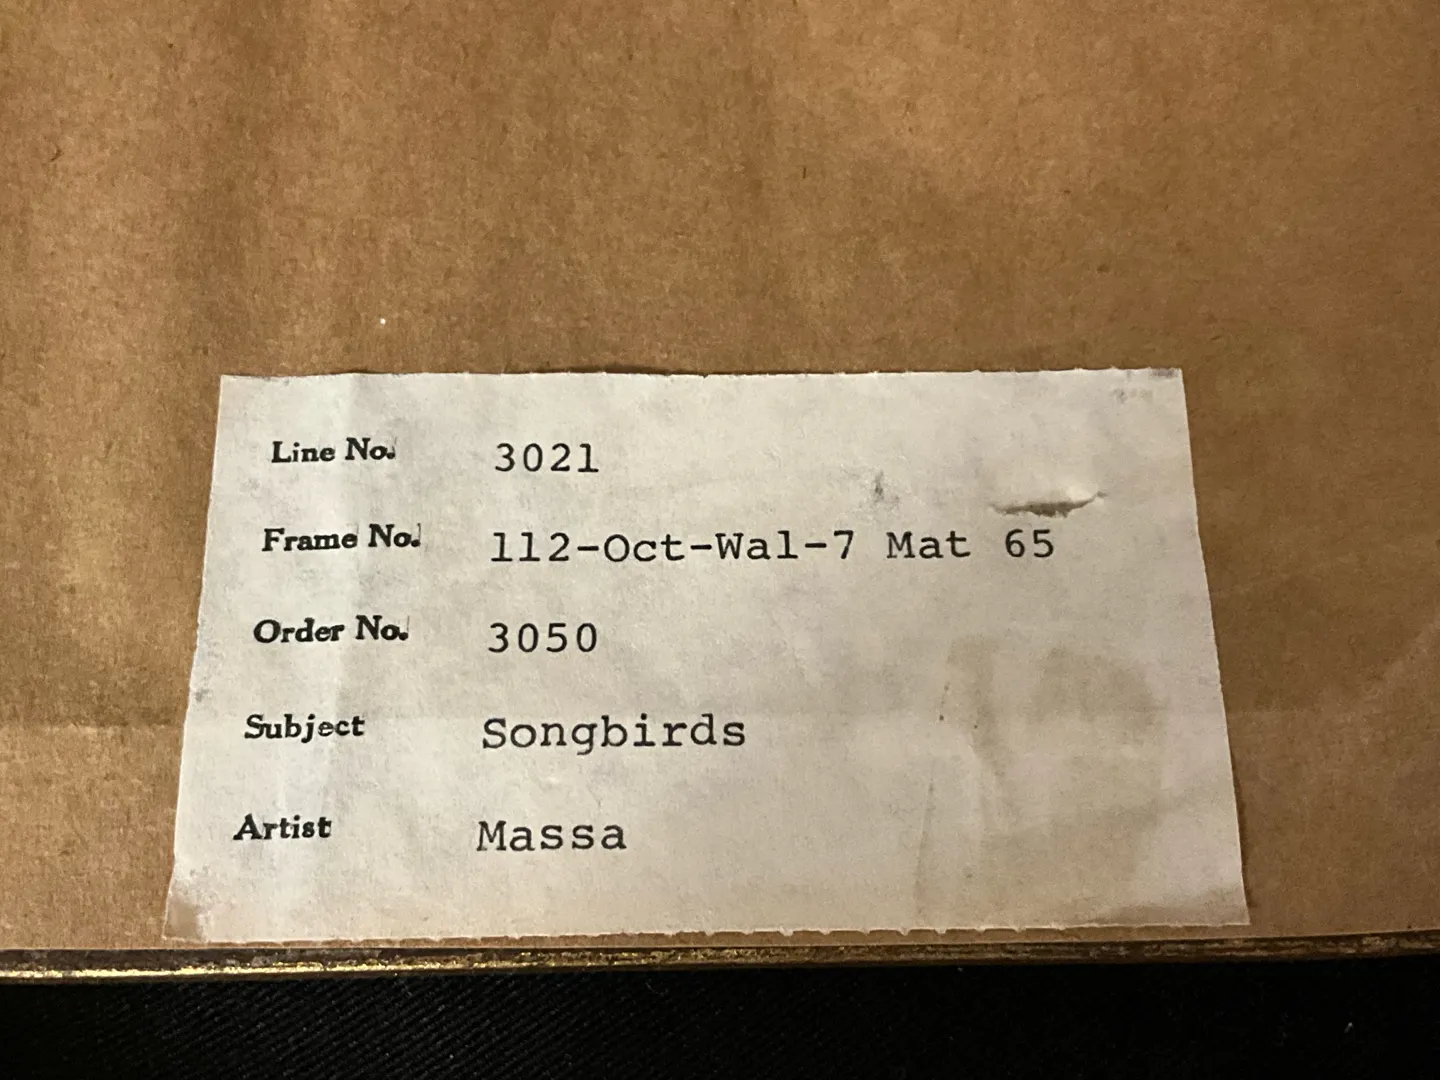 Line No. 3021
Frame No. 112-Oct-Wal-7 Mat 65
Order No. 3050
Subject Songbirds
Artist Massa